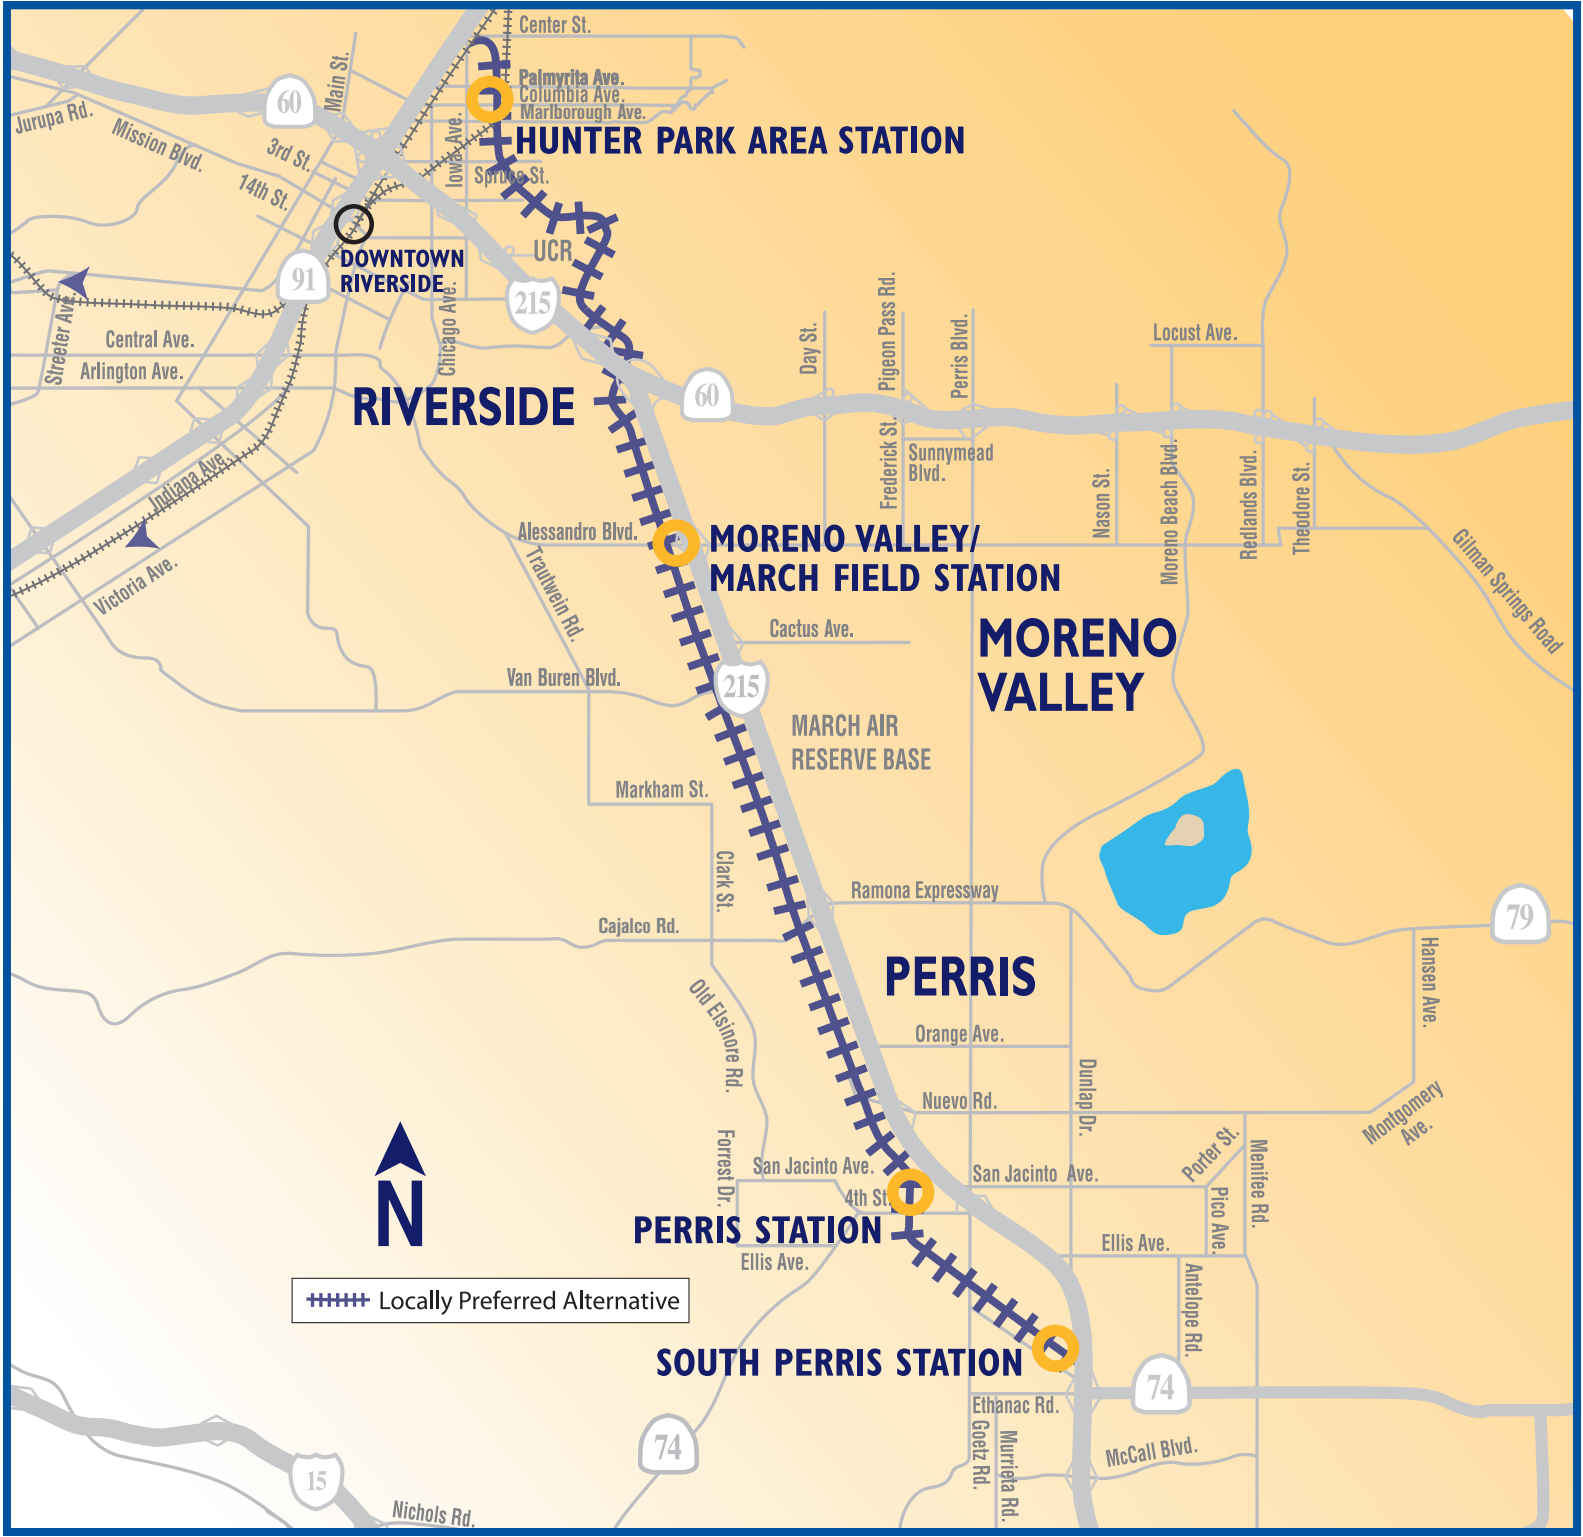 Center St.
Main St.
Palmyrita Ave.
Columbia Ave.
Marlborough Ave.
60
Jurupa Rd.
Mission Blvd.
3rd St.
14th St.
Iowa Ave.
HUNTER PARK AREA STATION
Spruce St.
UCR
DOWNTOWN
RIVERSIDE
91
215
Streeter Ave.
Central Ave.
Arlington Ave.
Chicago Ave.
RIVERSIDE
60
Day St.
Pigeon Pass Rd.
Perris Blvd.
Locust Ave.
Frederick St.
Sunnymead
Blvd.
Nason St.
Moreno Beach Blvd.
Redlands Blvd.
Theodore St.
Gilman Springs Road
Indiana Ave.
Victoria Ave.
Alessandro Blvd.
Trautwein Rd.
MORENO VALLEY/
MARCH FIELD STATION
Cactus Ave.
MORENO
VALLEY
Van Buren Blvd.
215
MARCH AIR
RESERVE BASE
Markham St.
Clark St.
Ramona Expressway
Cajalco Rd.
79
Hansen Ave.
PERRIS
Old Elsinore Rd.
Orange Ave.
Dunlap Dr.
Nuevo Rd.
Montgomery
Ave.
Forrest Dr.
San Jacinto Ave.
San Jacinto Ave.
Porter St.
Menifee Rd.
Pico Ave.
4th St.
N
PERRIS STATION
Ellis Ave.
Ellis Ave.
Antelope Rd.
Locally Preferred Alternative
SOUTH PERRIS STATION
74
Ethanac Rd.
Goetz Rd.
Murrieta Rd.
McCall Blvd.
74
15
Nichols Rd.